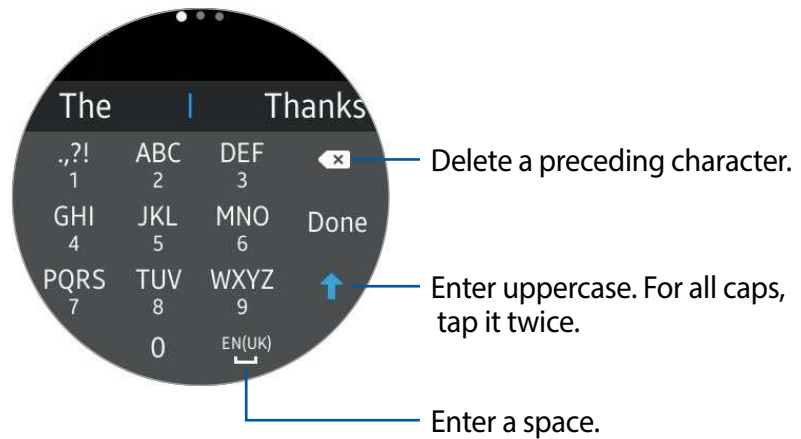 The I Thanks
.,?! ABC DEF
1 2 3
Delete a preceding character.
GHI JKL MNO Done
4 5 6
PQRS TUV WXYZ
7 8 9
Enter uppercase. For all caps,
tap it twice.
0 EN(UK)
Enter a space.